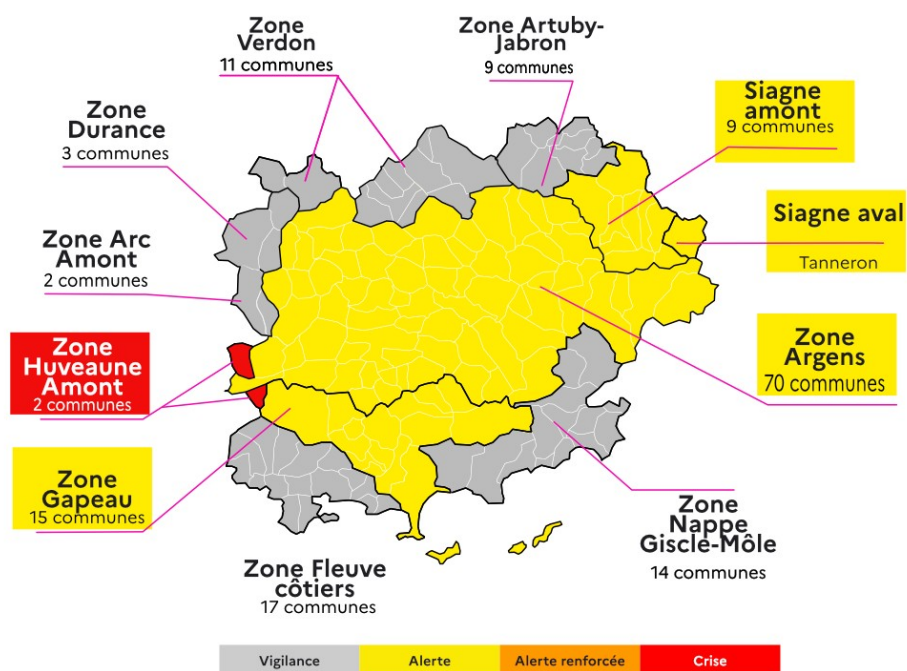 Zone
Verdon
11 communes
Zone Artuby-
Jabron
9 communes
Siagne
amont
9 communes
Zone
Durance
3 communes
Siagne aval
Tanneron
Zone Arc
Amont
2 communes
Zone
Huveaune
Amont
2 communes
Zone
Argens
70 communes
Zone
Gapeau
15 communes
Zone
Nappe
Giscle-Môle
14 communes
Zone Fleuve
côtiers
17 communes
Vigilance
Alerte
Alerte renforcée
Crise